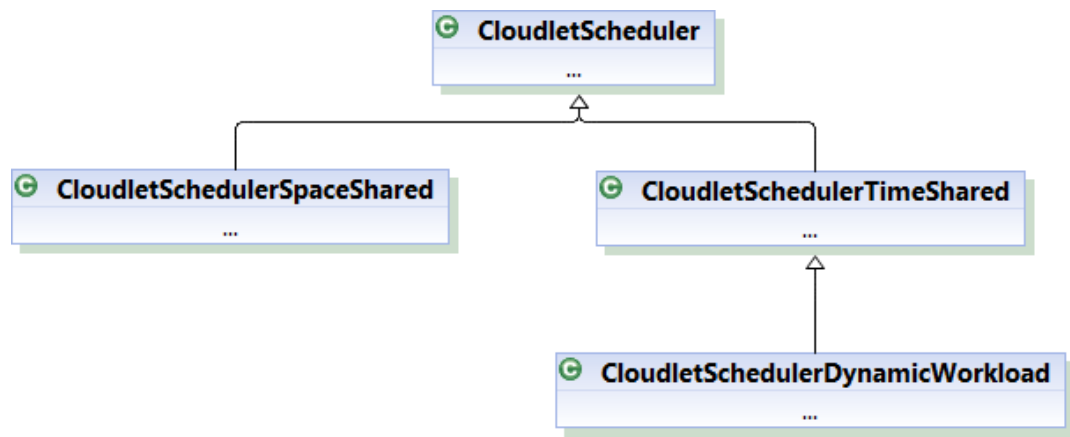 C CloudletScheduler
...
C CloudletSchedulerSpaceShared
...
C CloudletSchedulerTimeShared
...
C CloudletSchedulerDynamicWorkload
...